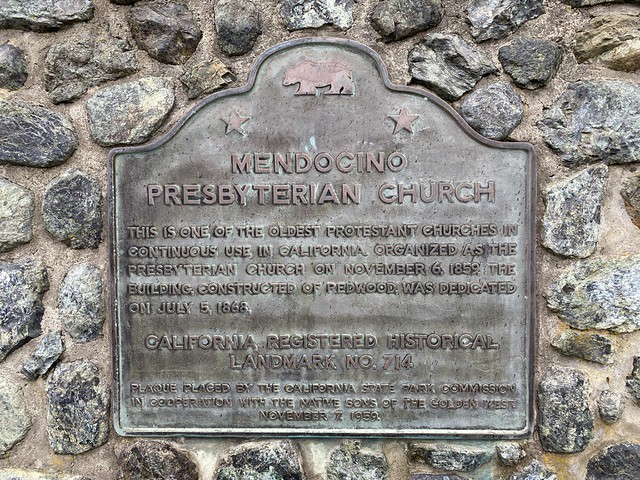 MENDOCINO
PRESBYTERIAN CHURCH
THIS IS ONE OF THE OLDEST PROTESTANT CHURCHES IN
CONTINUOUS USE IN CALIFORNIA. ORGANIZED AS THE
PRESBYTERIAN CHURCH ON NOVEMBER 6, 1859, THE
BUILDING, CONSTRUCTED OF REDWOOD, WAS DEDICATED
ON JULY 5, 1868.
CALIFORNIA REGISTERED HISTORICAL
LANDMARK NO. 714
PLAQUE PLACED BY THE CALIFORNIA STATE PARK COMMISSION
IN COOPERATION WITH THE NATIVE SONS OF THE GOLDEN WEST
NOVEMBER 7, 1959.